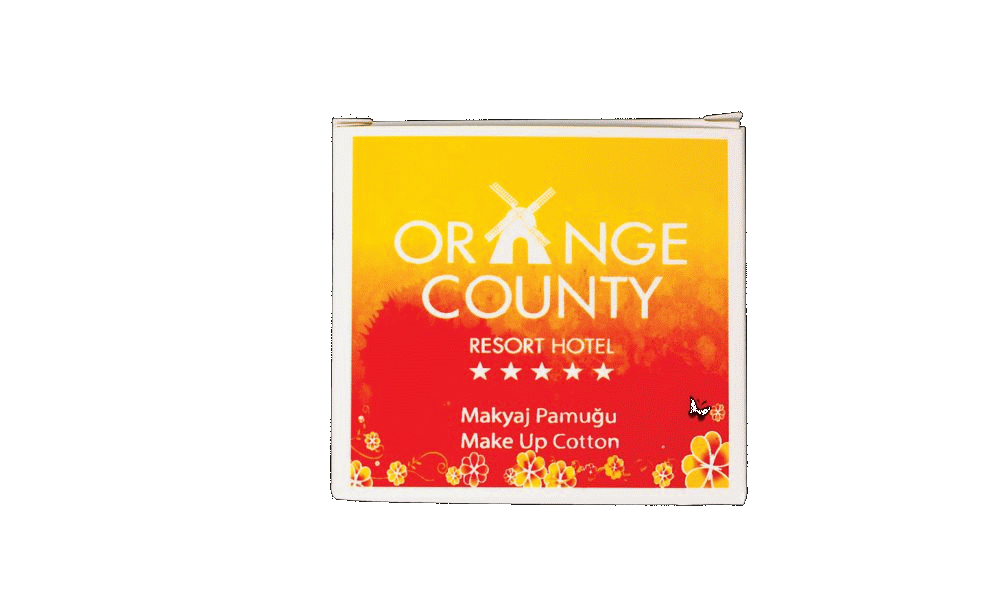 ORANGE
COUNTY
RESORT HOTEL
Makyaj Pamuğu
Make Up Cotton